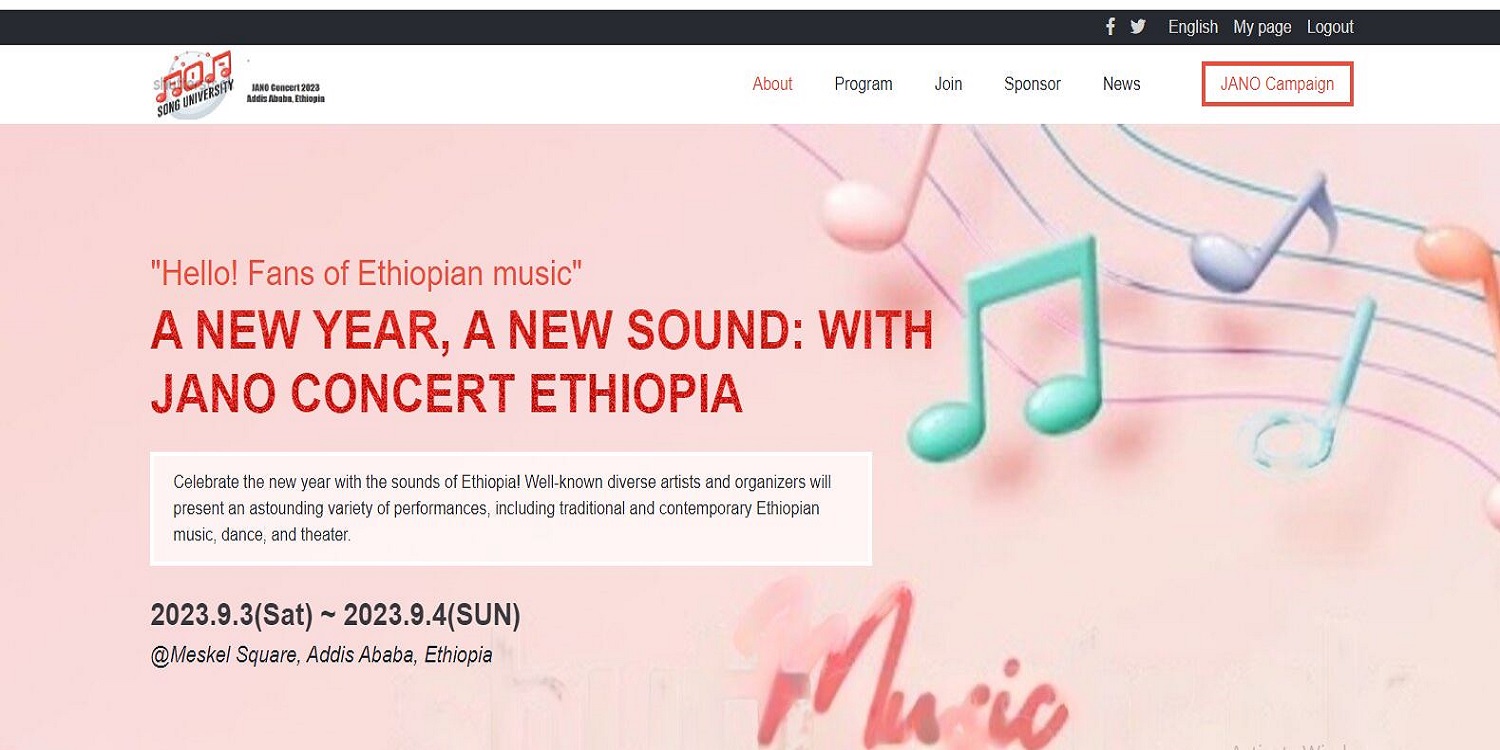 English My page Logout
SONG UNIVERSITY
JANO Concert 2023
Addis Ababa, Ethiopia
About Program Join Sponsor News JANO Campaign
"Hello! Fans of Ethiopian music"
A NEW YEAR, A NEW SOUND: WITH
JANO CONCERT ETHIOPIA
Celebrate the new year with the sounds of Ethiopia! Well-known diverse artists and organizers will
present an astounding variety of performances, including traditional and contemporary Ethiopian
music, dance, and theater.
2023.9.3(Sat) ~ 2023.9.4(SUN)
@Meskel Square, Addis Ababa, Ethiopia
Music